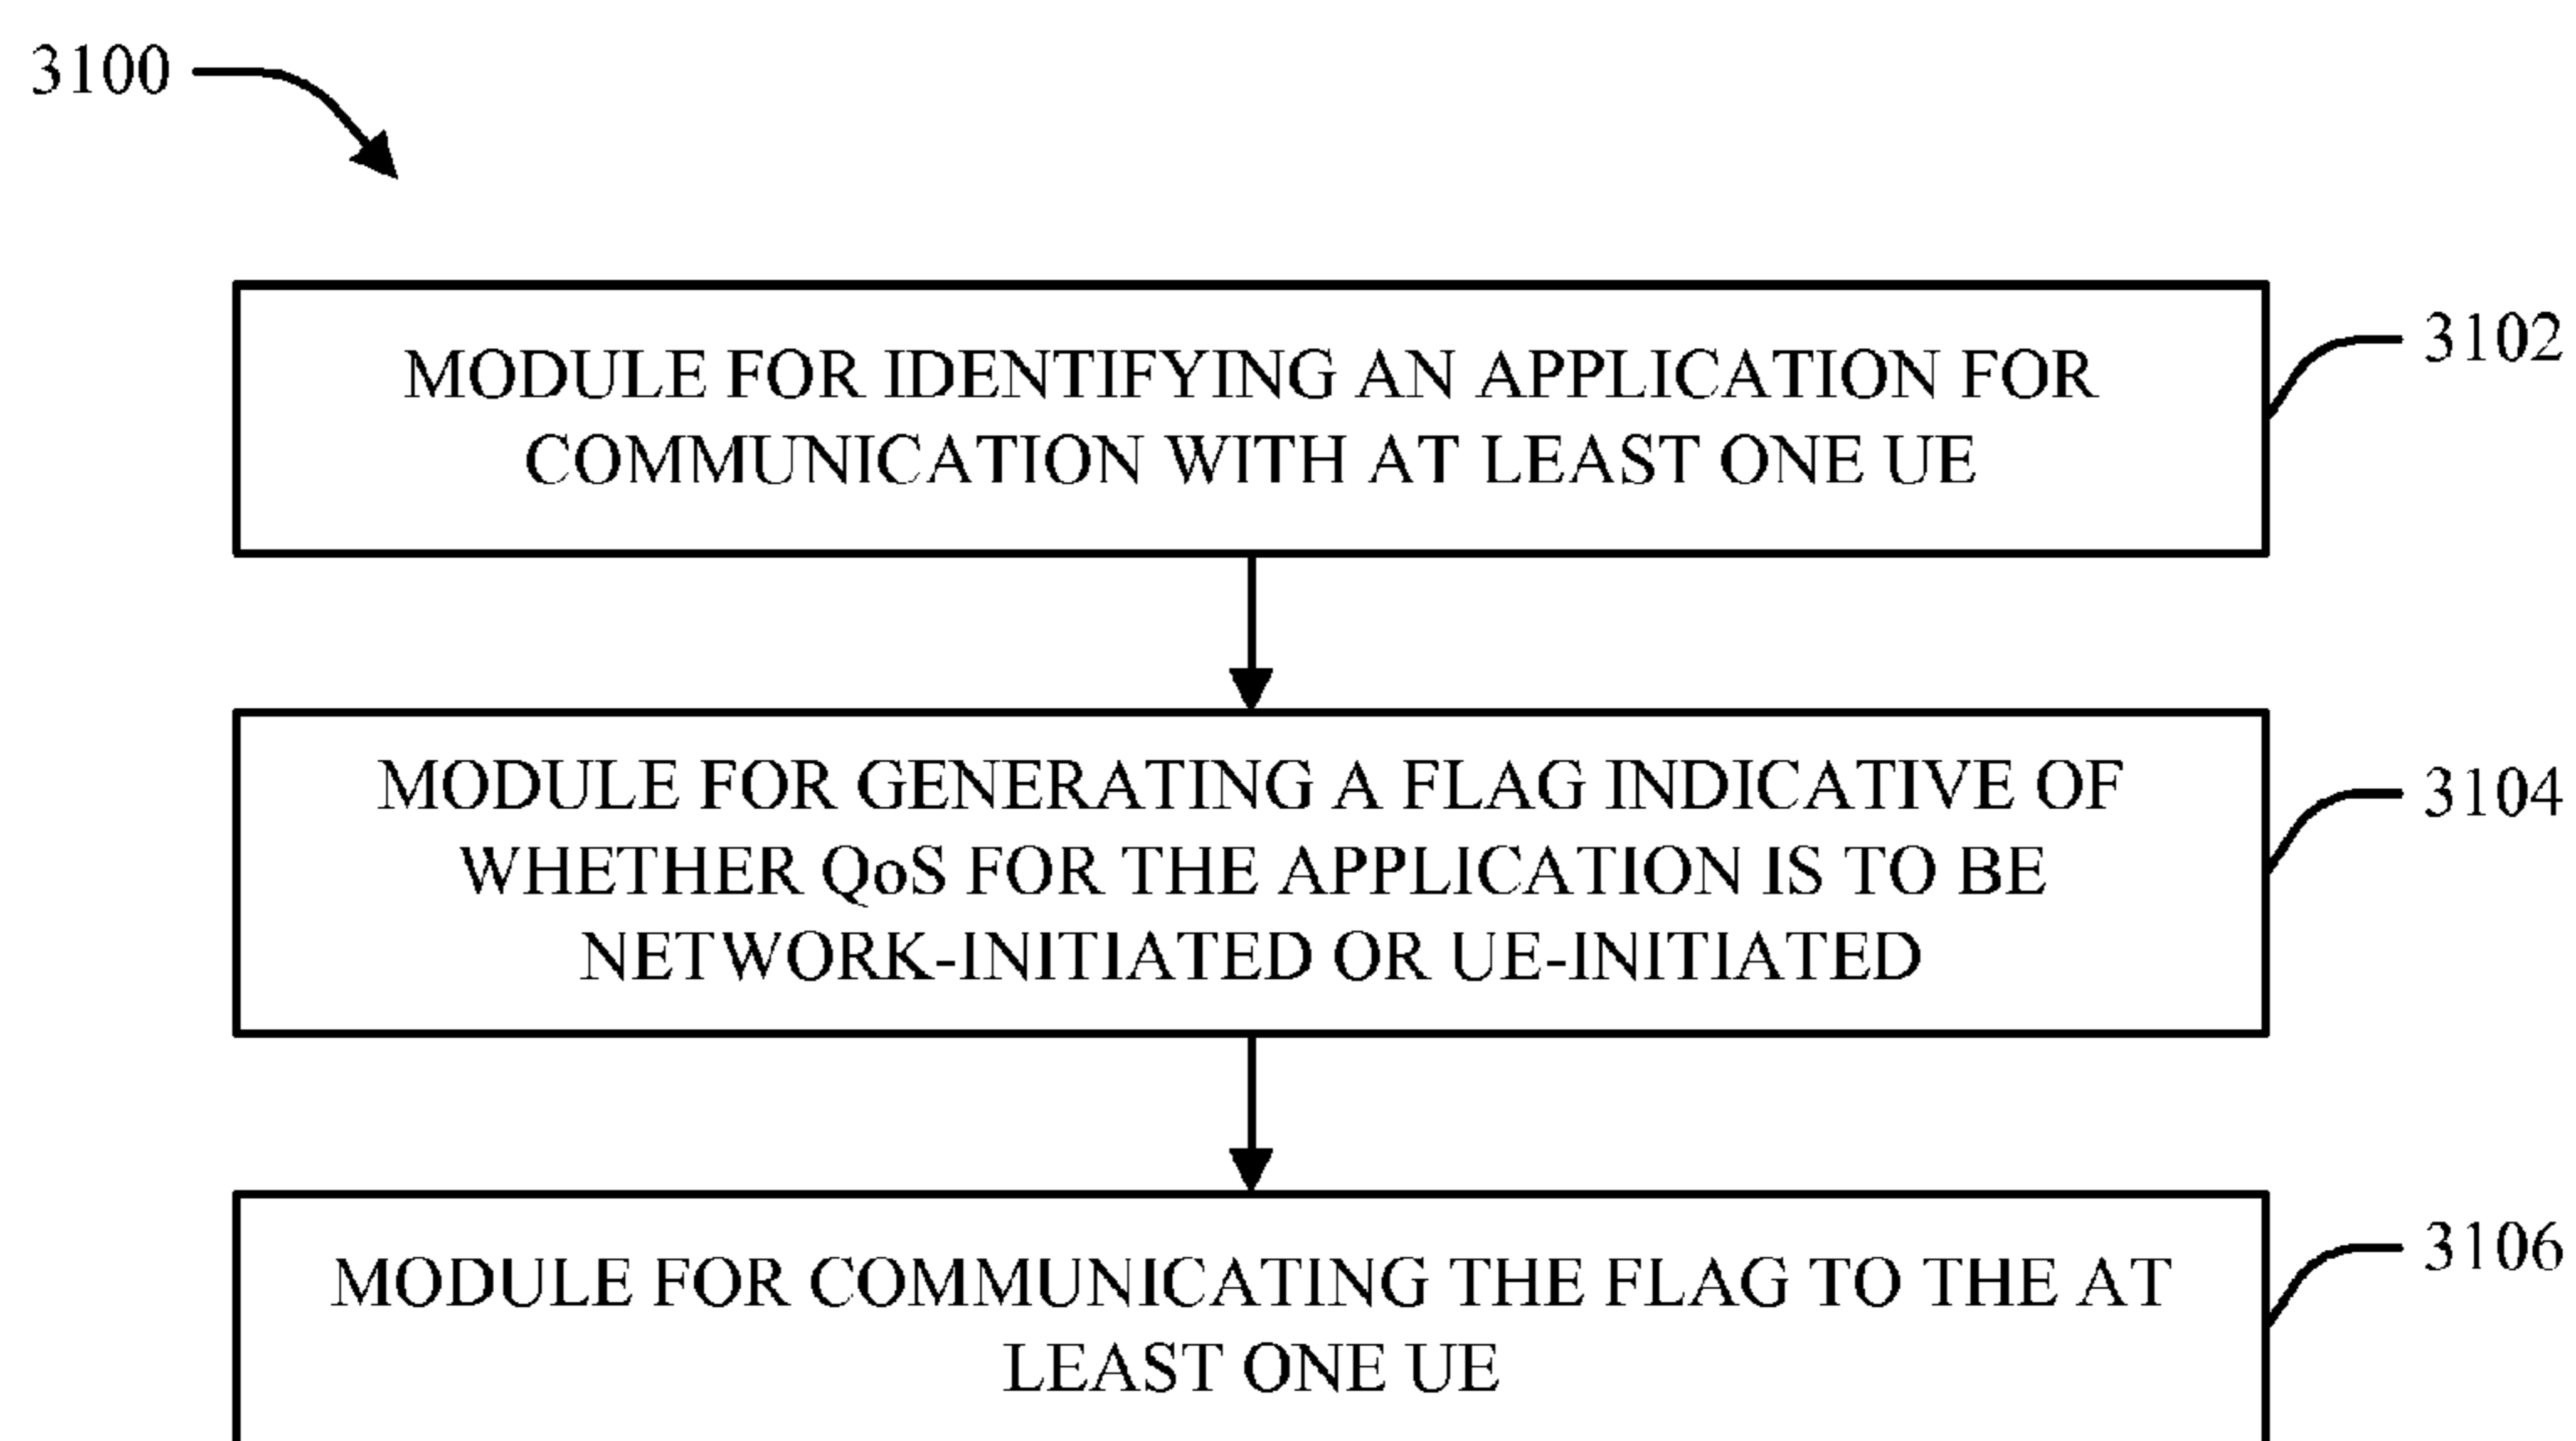 3100
MODULE FOR IDENTIFYING AN APPLICATION FOR
COMMUNICATION WITH AT LEAST ONE UE
3102
MODULE FOR GENERATING A FLAG INDICATIVE OF
WHETHER QoS FOR THE APPLICATION IS TO BE
NETWORK-INITIATED OR UE-INITIATED
3104
MODULE FOR COMMUNICATING THE FLAG TO THE AT
LEAST ONE UE
3106